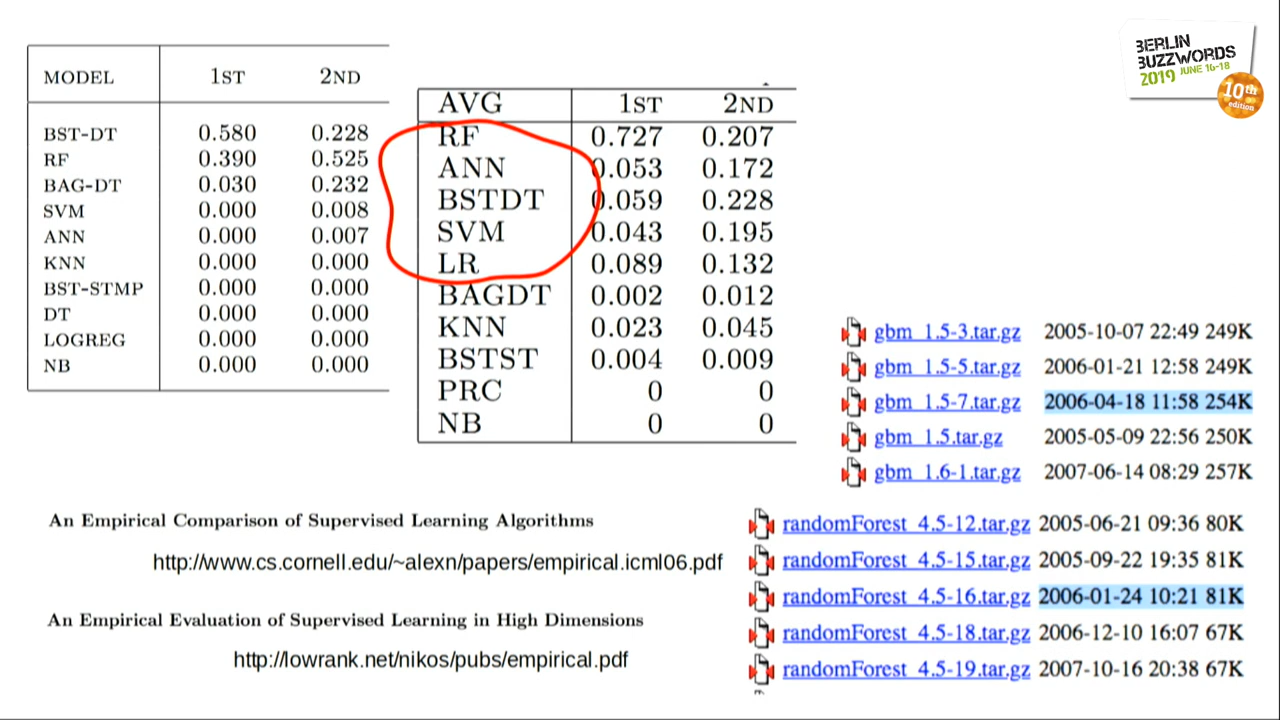 MODEL 1ST 2ND
BST-DT 0.580 0.228
RF 0.390 0.525
BAG-DT 0.030 0.232
SVM 0.000 0.008
ANN 0.000 0.007
KNN 0.000 0.000
BST-STMP 0.000 0.000
DT 0.000 0.000
LOGREG 0.000 0.000
NB 0.000 0.000
AVG 1ST 2ND
RF 0.727 0.207
ANN 0.053 0.172
BSTDT 0.059 0.228
SVM 0.043 0.195
LR 0.089 0.132
BAGDT 0.002 0.012
KNN 0.023 0.045
BSTST 0.004 0.009
PRC 0 0
NB 0 0
BERLIN
BUZZWORDS
2019 JUNE 16-18
10th
edition
gbm_1.5-3.tar.gz 2005-10-07 22:49 249K
gbm_1.5-5.tar.gz 2006-01-21 12:58 249K
gbm_1.5-7.tar.gz 2006-04-18 11:58 254K
gbm_1.5.tar.gz 2005-05-09 22:56 250K
gbm_1.6-1.tar.gz 2007-06-14 08:29 257K
An Empirical Comparison of Supervised Learning Algorithms
http://www.cs.cornell.edu/~alexn/papers/empirical.icml06.pdf
An Empirical Evaluation of Supervised Learning in High Dimensions
http://lowrank.net/nikos/pubs/empirical.pdf
randomForest_4.5-12.tar.gz 2005-06-21 09:36 80K
randomForest_4.5-15.tar.gz 2005-09-22 19:35 81K
randomForest_4.5-16.tar.gz 2006-01-24 10:21 81K
randomForest_4.5-18.tar.gz 2006-12-10 16:07 67K
randomForest_4.5-19.tar.gz 2007-10-16 20:38 67K